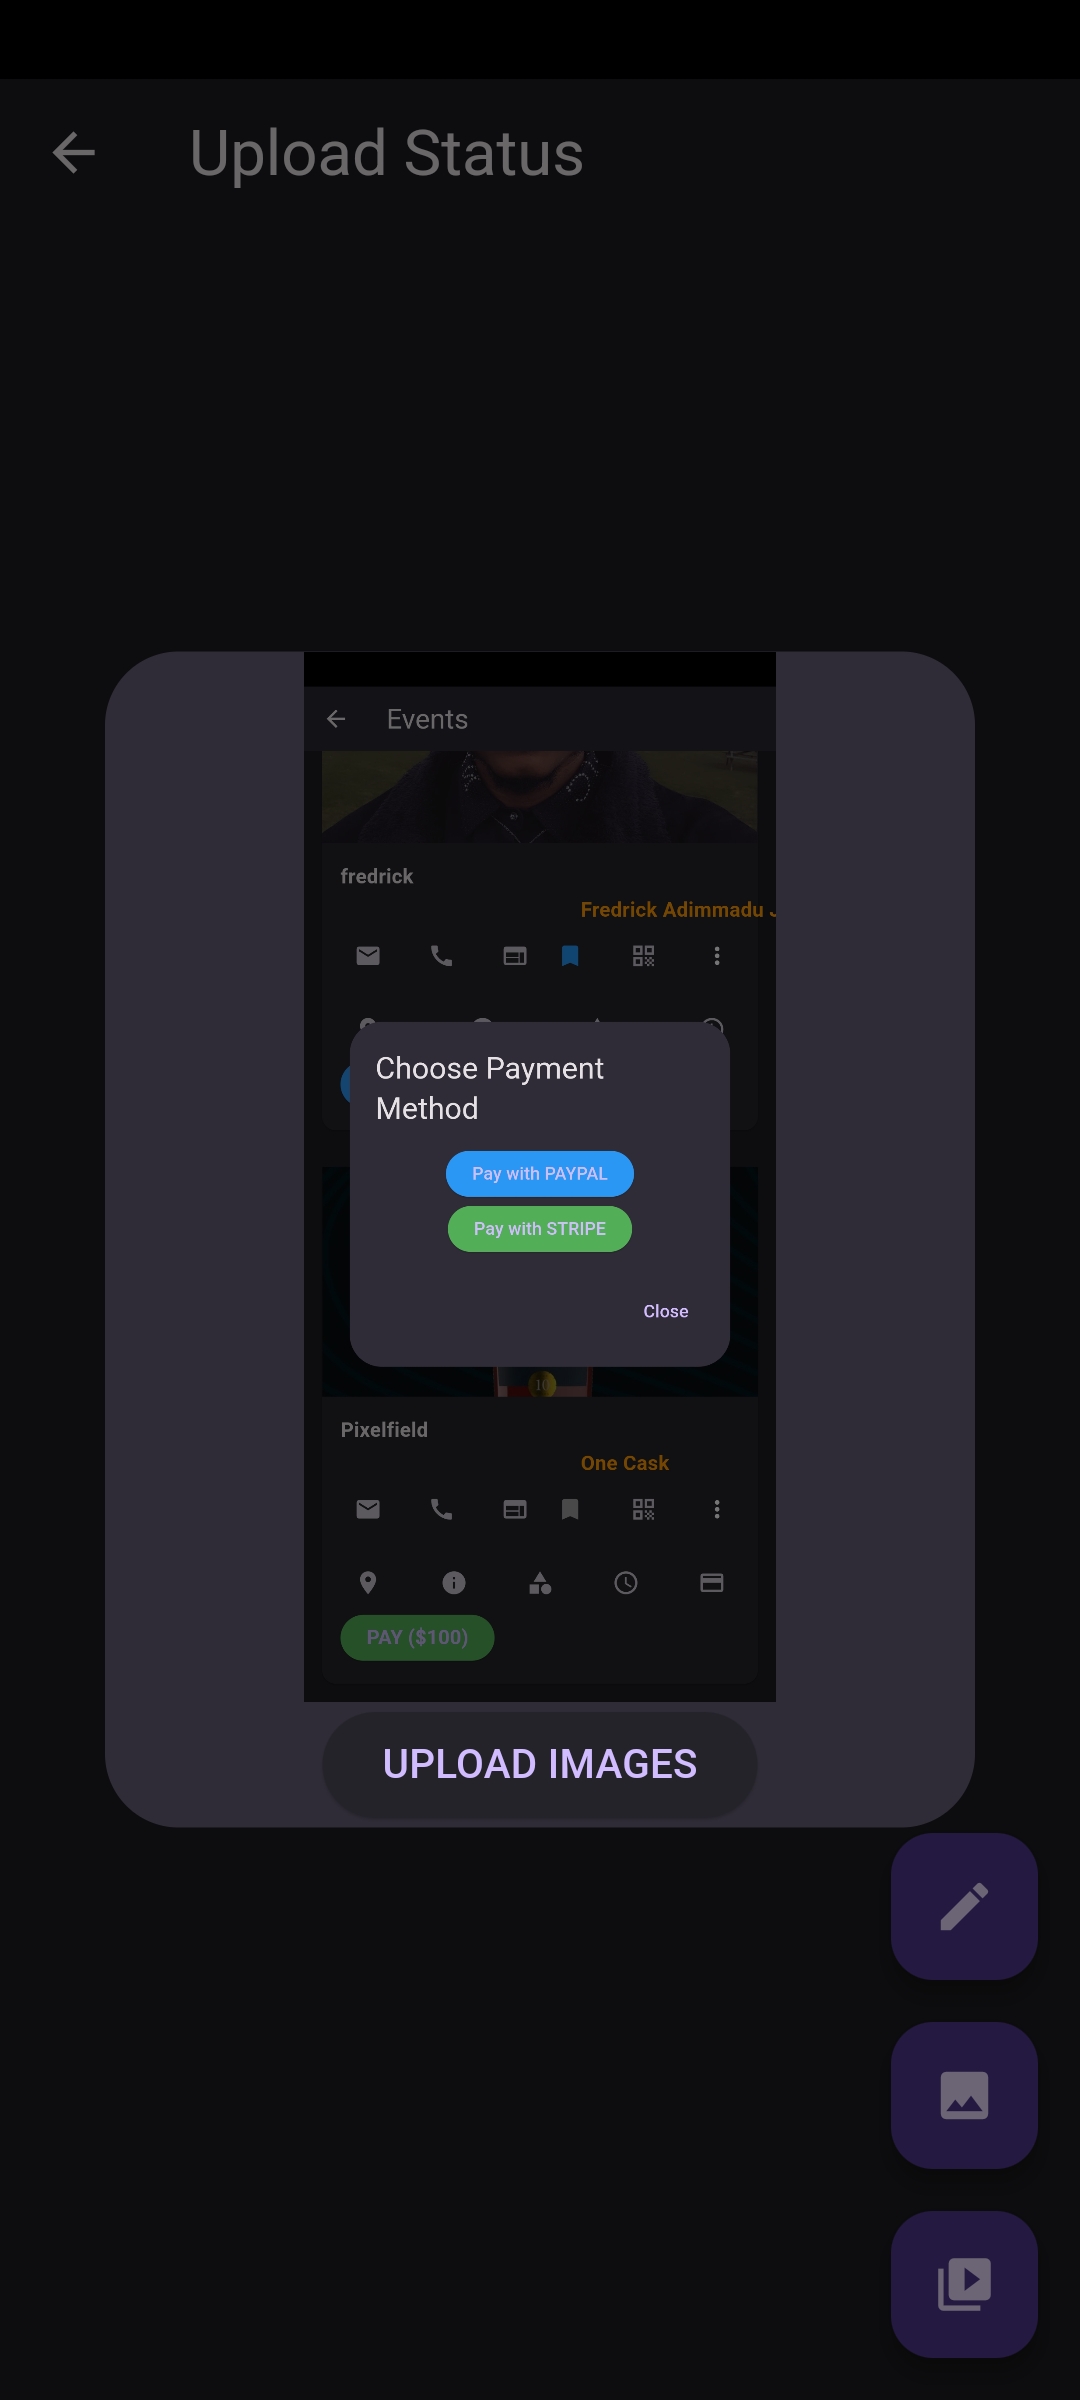 Upload Status
Events
fredrick
Fredrick Adimmadu
Choose Payment
Method
Pay with PAYPAL
Pay with STRIPE
Close
10
Pixelfield
One Cask
PAY ($100)
UPLOAD IMAGES